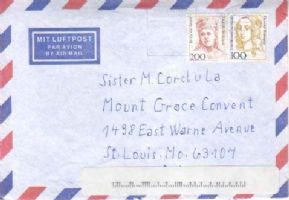 MIT LUFTPOST
PAR AVION
BY AIR MAIL
200
100
Sister M. Cordula
Mount Grace Convent
1498 East Warne Avenue
St. Louis, Mo. 63107